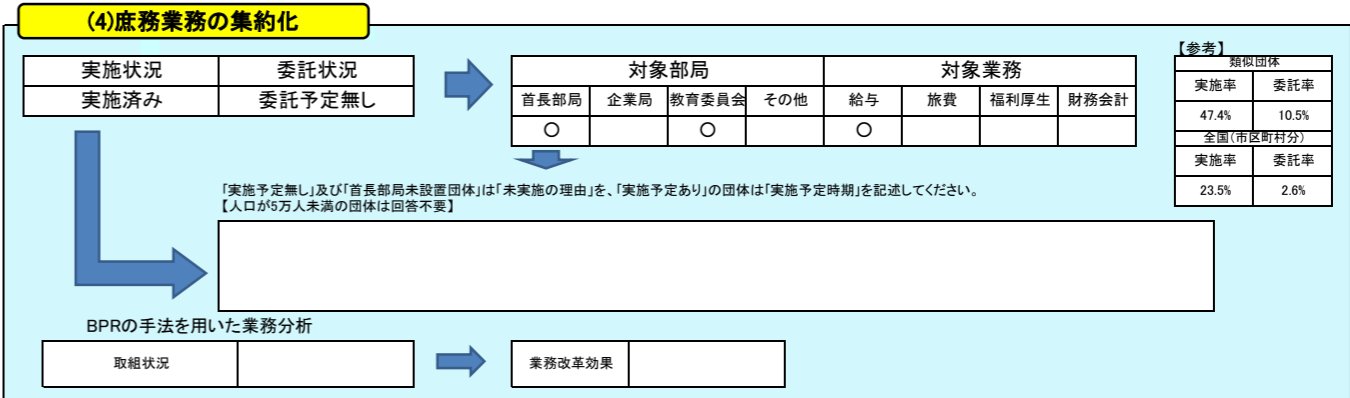 (4)庶務業務の集約化
実施状況 委託状況
実施済み 委託予定無し
対象部局 対象業務
首長部局 企業局 教育委員会 その他 給与 旅費 福利厚生 財務会計
〇 〇 〇
【参考】
類似団体
実施率 委託率
47.4% 10.5%
全国(市区町村分)
実施率 委託率
23.5% 2.6%
「実施予定無し」及び「首長部局未設置団体」は「未実施の理由」を、「実施予定あり」の団体は「実施予定時期」を記述してください。
【人口が5万人未満の団体は回答不要】
BPRの手法を用いた業務分析
取組状況
業務改革効果